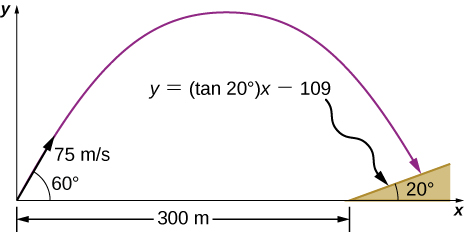 y
y = (tan 20°)x − 109
75 m/s
60°
20°
x
300 m